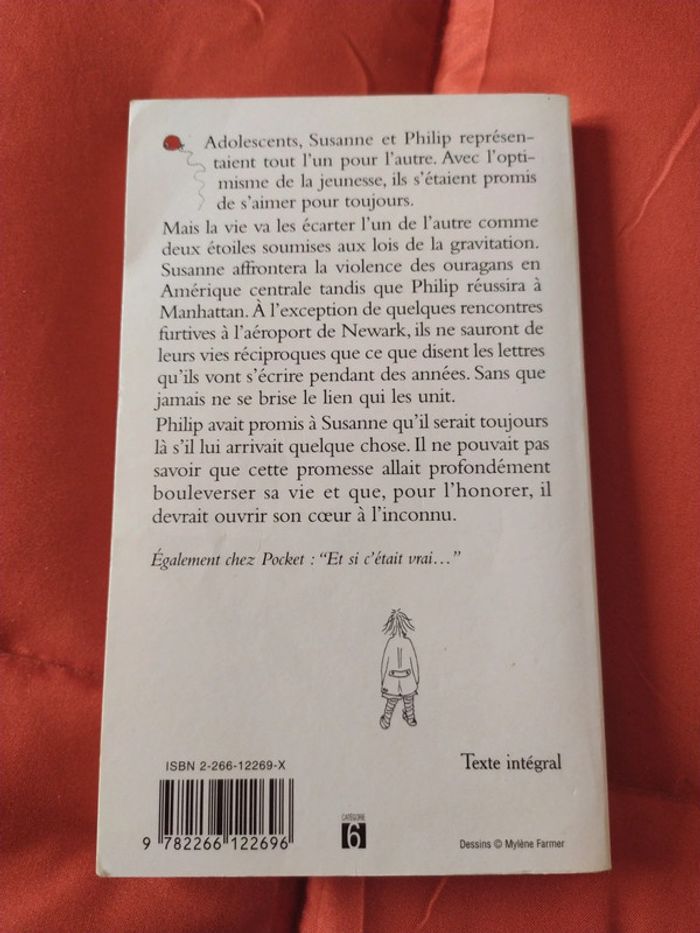 Adolescents, Susanne et Philip représen-
taient tout l'un pour l'autre. Avec l'opti-
misme de la jeunesse, ils s'étaient promis
de s'aimer pour toujours.
Mais la vie va les écarter l'un de l'autre comme
deux étoiles soumises aux lois de la gravitation.
Susanne affrontera la violence des ouragans en
Amérique centrale tandis que Philip réussira à
Manhattan. À l'exception de quelques rencontres
furtives à l'aéroport de Newark, ils ne sauront de
leurs vies réciproques que ce que disent les lettres
qu'ils vont s'écrire pendant des années. Sans que
jamais ne se brise le lien qui les unit.
Philip avait promis à Susanne qu'il serait toujours
là s'il lui arrivait quelque chose. Il ne pouvait pas
savoir que cette promesse allait profondément
bouleverser sa vie et que, pour l'honorer, il
devrait ouvrir son cœur à l'inconnu.
Également chez Pocket : “Et si c'était vrai…”
ISBN 2-266-12269-X
9 782266 122696
CATÉGORIE
6
Texte intégral
Dessins © Mylène Farmer